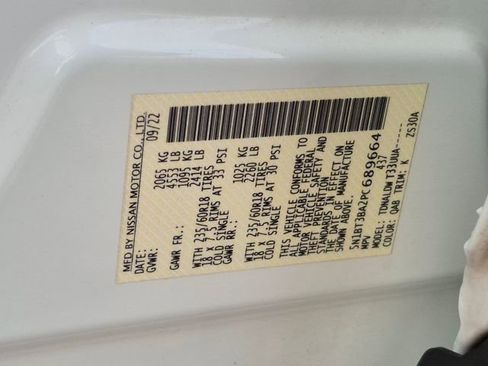 MFD BY NISSAN MOTOR CO., LTD.
DATE: 09/22
GVWR: 2065 KG
4553 LB
GAWR FR.: 1095 KG
2414 LB
WITH 235/60R18 TIRES
18 X RIMS AT 33 PSI
COLD SINGLE
GAWR RR.: 1025 KG
2260 LB
WITH 235/60R18 TIRES
18 X RIMS AT 30 PSI
COLD SINGLE
THIS VEHICLE CONFORMS TO
ALL APPLICABLE FEDERAL
MOTOR VEHICLE SAFETY AND
THEFT PREVENTION
STANDARDS IN EFFECT ON
THE DATE OF MANUFACTURE
SHOWN ABOVE.
5N1BT3BA2PC689664
MPV 437
MODEL: TDNALDW T33UUA-----
COLOR: QAB TRIM: K ZS30A